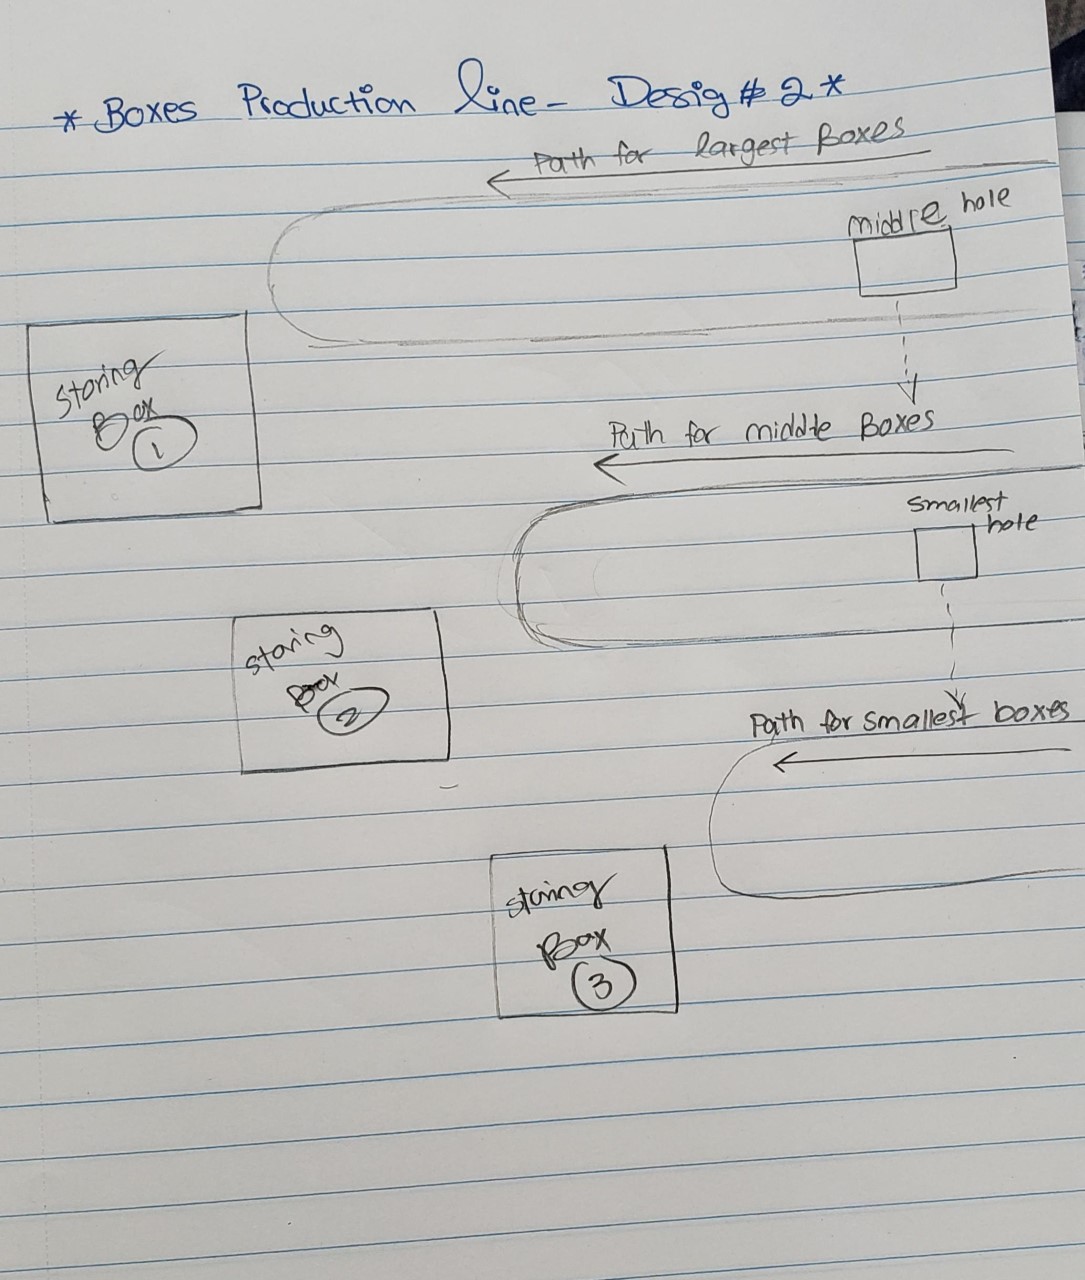 * Boxes Production line - Desig # 2 *
Path for largest Boxes
middle hole
Storing
Box
1
Path for middle Boxes
smallest
hole
Storing
Box
2
Path for smallest boxes
storing
Box
3